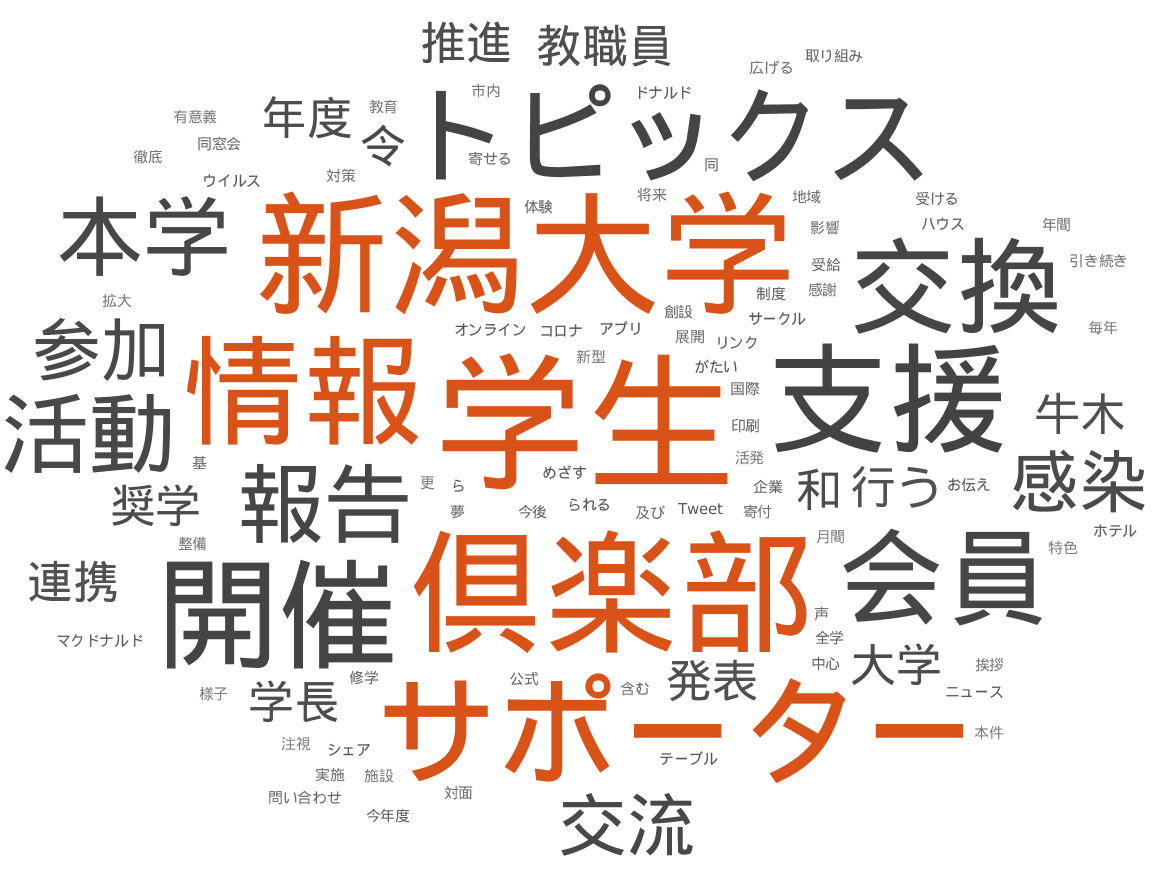 推進
教職員
取り組み
広げる
市内
ドナルド
年度
教育
有意義
トピックス
同窓会
今
徹底
寄せる
同
ウイルス
対策
将来
地域
受ける
本学
新潟大学
体験
影響
ハウス
年間
受給
交換
引き続き
感謝
制度
拡大
創設
サークル
毎年
参加
オンライン
コロナ
アプリ
展開
リンク
新型
がたい
情報
学生
国際
支援
牛木
活動
印刷
活発
基
報告
更
ら
めざす
企業
和
行う
お伝え
感染
奨学
夢
今後
られる
及び
Tweet
寄付
ホテル
整備
月間
特色
連携
開催
倶楽部
会員
声
マクドナルド
全学
中心
大学
挨拶
修学
公式
含む
発表
様子
学長
ニュース
サポーター
本件
注視
シェア
テーブル
実施
施設
問い合わせ
対面
今年度
交流